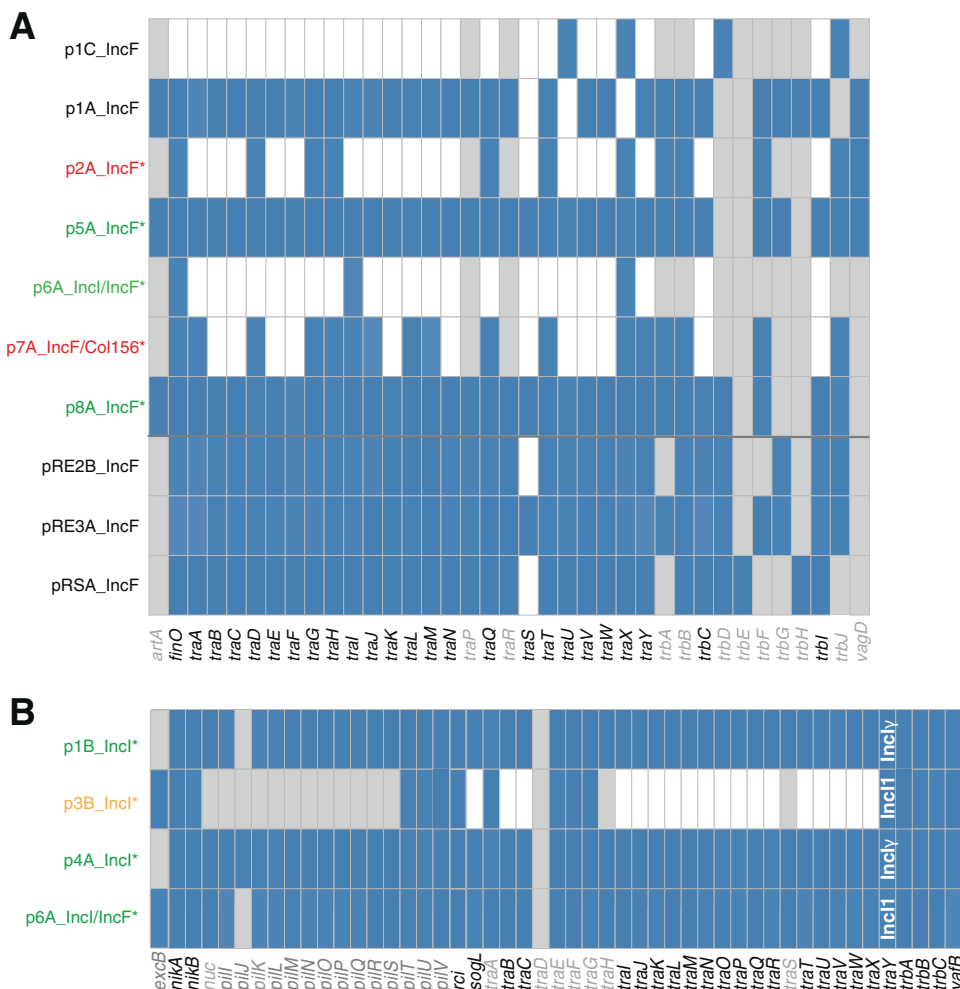 A
p1C_IncF
p1A_IncF
p2A_IncF*
p5A_IncF*
p6A_IncI/IncF*
p7A_IncF/Col156*
p8A_IncF*
pRE2B_IncF
pRE3A_IncF
pRSA_IncF
artA finO traA traB traC traD traE traF traG traH traI traJ traK traL traM traN traP traQ traR traS traT traU traV traW traX traY trbA trbB trbC trbD trbE trbF trbG trbH trbI trbJ vagD
B
p1B_IncI* IncIγ
p3B_IncI* IncI1
p4A_IncI* IncIγ
p6A_IncI/IncF* IncI1
excB nikA nikB nuc pilI pilJ pilK pilL pilM pilN pilO pilP pilQ pilR pilS pilT pilU pilV rci sogL traA traB traC traD traE traF traG traH traI traJ traK traL traM traN traO traP traQ traR traS traT traU traV traW traX traY trbA trbB trbC